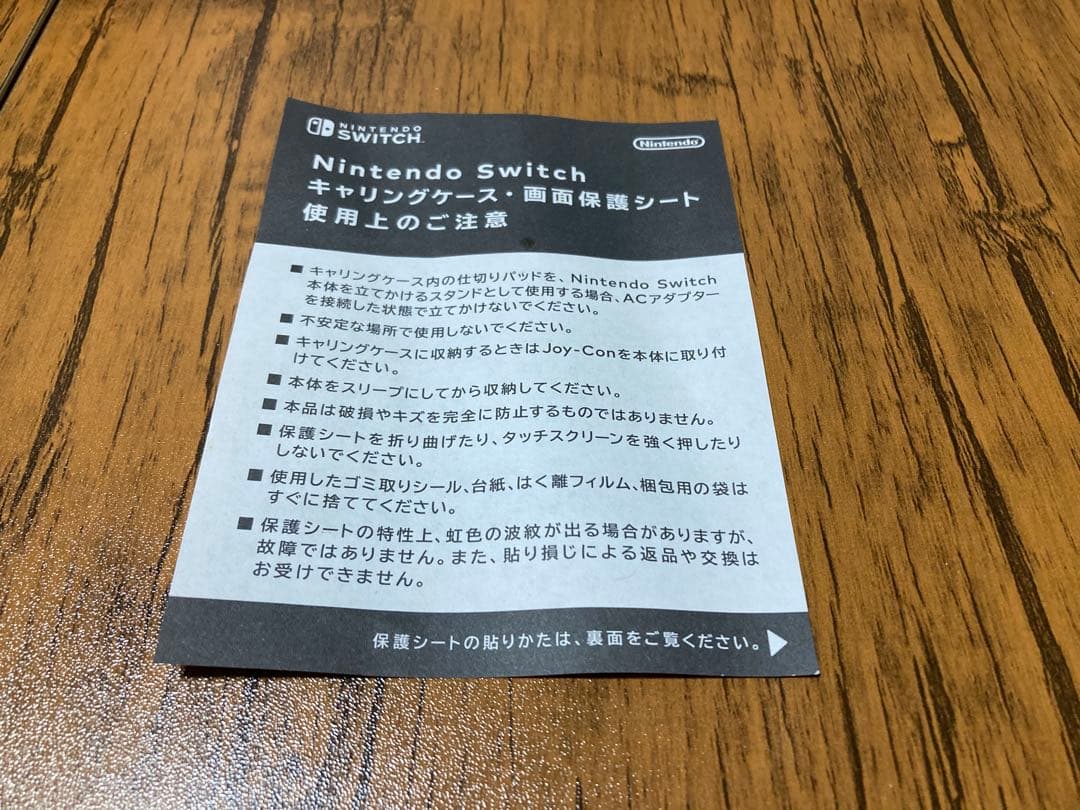 NINTENDO
SWITCH
Nintendo
Nintendo Switch
キャリングケース・画面保護シート
使用上のご注意
■ キャリングケース内の仕切りパッドを、Nintendo Switch
本体を立てかけるスタンドとして使用する場合、ACアダプター
を接続した状態で立てかけないでください。
■ 不安定な場所で使用しないでください。
■ キャリングケースに収納するときはJoy-Conを本体に取り付
けてください。
■ 本体をスリープにしてから収納してください。
■ 本品は破損やキズを完全に防止するものではありません。
■ 保護シートを折り曲げたり、タッチスクリーンを強く押したり
しないでください。
■ 使用したゴミ取りシール、台紙、はく離フィルム、梱包用の袋は
すぐに捨ててください。
■ 保護シートの特性上、虹色の波紋が出る場合がありますが、
故障ではありません。また、貼り損じによる返品や交換は
お受けできません。
保護シートの貼りかたは、裏面をご覧ください。▶